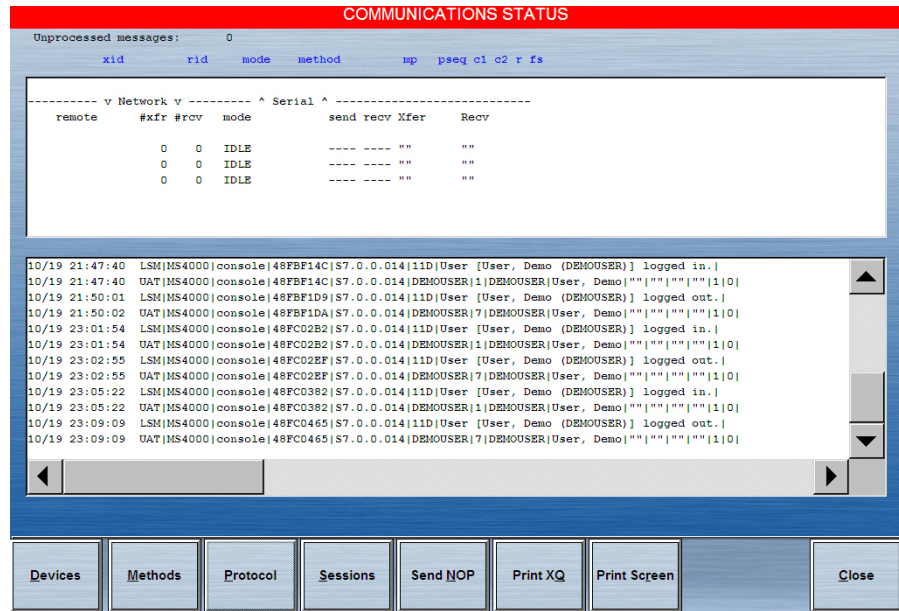 COMMUNICATIONS STATUS
Unprocessed messages: 0
xid rid mode method mp pseq c1 c2 r fs
---------- v Network v --------- ^ Serial ^ ----------------------------
remote #xfr #rcv mode send recv Xfer Recv
0 0 IDLE ---- ---- "" ""
0 0 IDLE ---- ---- "" ""
0 0 IDLE ---- ---- "" ""
10/19 21:47:40 LSM|MS4000|console|48FBF14C|S7.0.0.014|11D|User [User, Demo (DEMOUSER)] logged in.|
10/19 21:47:40 UAT|MS4000|console|48FBF14C|S7.0.0.014|DEMOUSER|1|DEMOUSER|User, Demo|""|""|""|""|1|0|
10/19 21:50:01 LSM|MS4000|console|48FBF1D9|S7.0.0.014|11D|User [User, Demo (DEMOUSER)] logged out.|
10/19 21:50:02 UAT|MS4000|console|48FBF1DA|S7.0.0.014|DEMOUSER|7|DEMOUSER|User, Demo|""|""|""|""|1|0|
10/19 23:01:54 LSM|MS4000|console|48FC02B2|S7.0.0.014|11D|User [User, Demo (DEMOUSER)] logged in.|
10/19 23:01:54 UAT|MS4000|console|48FC02B2|S7.0.0.014|DEMOUSER|1|DEMOUSER|User, Demo|""|""|""|""|1|0|
10/19 23:02:55 LSM|MS4000|console|48FC02EF|S7.0.0.014|11D|User [User, Demo (DEMOUSER)] logged out.|
10/19 23:02:55 UAT|MS4000|console|48FC02EF|S7.0.0.014|DEMOUSER|7|DEMOUSER|User, Demo|""|""|""|""|1|0|
10/19 23:05:22 LSM|MS4000|console|48FC0382|S7.0.0.014|11D|User [User, Demo (DEMOUSER)] logged in.|
10/19 23:05:22 UAT|MS4000|console|48FC0382|S7.0.0.014|DEMOUSER|1|DEMOUSER|User, Demo|""|""|""|""|1|0|
10/19 23:09:09 LSM|MS4000|console|48FC0465|S7.0.0.014|11D|User [User, Demo (DEMOUSER)] logged out.|
10/19 23:09:09 UAT|MS4000|console|48FC0465|S7.0.0.014|DEMOUSER|7|DEMOUSER|User, Demo|""|""|""|""|1|0|
Devices Methods Protocol Sessions Send NOP Print XQ Print Screen Close